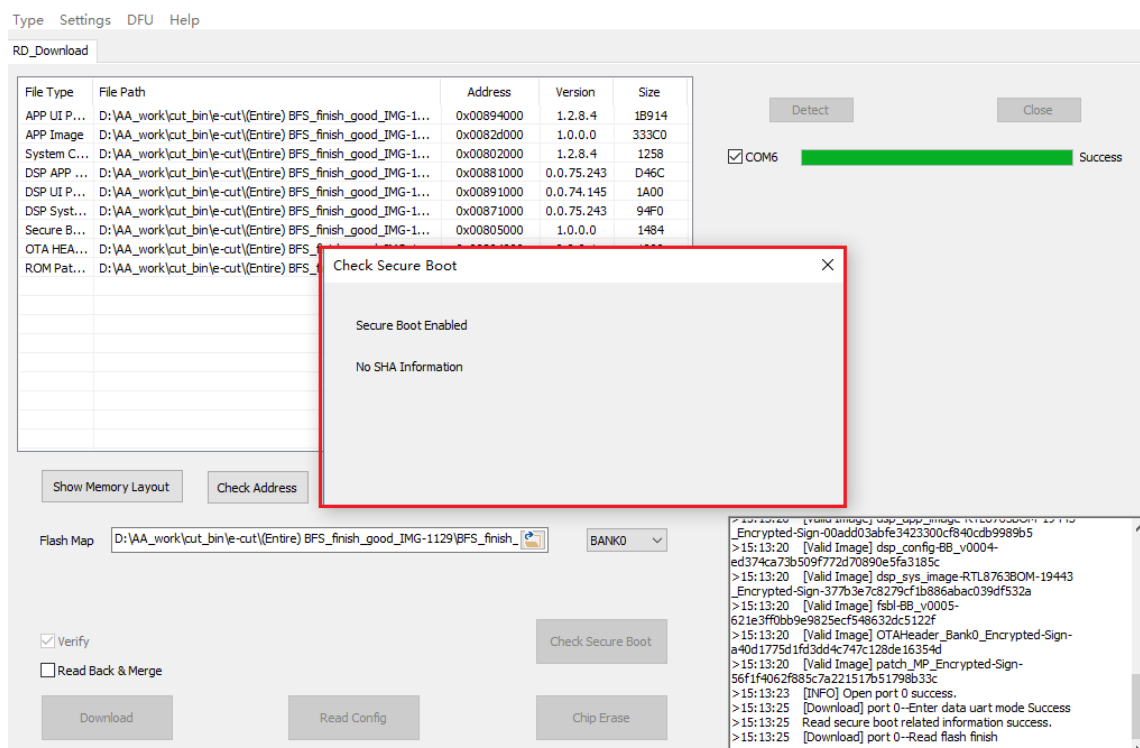 Type Settings DFU Help
RD_Download
File Type File Path Address Version Size
APP UI P... D:\AA_work\cut_bin\e-cut\(Entire) BFS_finish_good_IMG-1... 0x00894000 1.2.8.4 1B914
APP Image D:\AA_work\cut_bin\e-cut\(Entire) BFS_finish_good_IMG-1... 0x0082d000 1.0.0.0 333C0
System C... D:\AA_work\cut_bin\e-cut\(Entire) BFS_finish_good_IMG-1... 0x00802000 1.2.8.4 1258
DSP APP ... D:\AA_work\cut_bin\e-cut\(Entire) BFS_finish_good_IMG-1... 0x00881000 0.0.75.243 D46C
DSP UI P... D:\AA_work\cut_bin\e-cut\(Entire) BFS_finish_good_IMG-1... 0x00891000 0.0.74.145 1A00
DSP Syst... D:\AA_work\cut_bin\e-cut\(Entire) BFS_finish_good_IMG-1... 0x00871000 0.0.75.243 94F0
Secure B... D:\AA_work\cut_bin\e-cut\(Entire) BFS_finish_good_IMG-1... 0x00805000 1.0.0.0 1484
OTA HEA... D:\AA_work\cut_bin\e-cut\(Entire) BFS_f
ROM Pat... D:\AA_work\cut_bin\e-cut\(Entire) BFS_f
Detect Close
COM6 Success
Check Secure Boot
Secure Boot Enabled
No SHA Information
Show Memory Layout Check Address
Flash Map D:\AA_work\cut_bin\e-cut\(Entire) BFS_finish_good_IMG-1129\BFS_finish_ BANK0
Verify
Read Back & Merge
Check Secure Boot
Download Read Config Chip Erase
>15:13:20 [Valid Image] dsp_app_image-RTL8763BOM-19443
_Encrypted-Sign-00add03abfe3423300cf840cdb9989b5
>15:13:20 [Valid Image] dsp_config-BB_v0004-
ed374ca73b509f772d70890e5fa3185c
>15:13:20 [Valid Image] dsp_sys_image-RTL8763BOM-19443
_Encrypted-Sign-377b3e7c8279cf1b886abac039df532a
>15:13:20 [Valid Image] fsbl-BB_v0005-
621e3ff0bb9e9825ecf548632dc5122f
>15:13:20 [Valid Image] OTAHeader_Bank0_Encrypted-Sign-
a40d1775d1fd3dd4c747c128de16354d
>15:13:20 [Valid Image] patch_MP_Encrypted-Sign-
56f1f4062f885c7a221517b51798b33c
>15:13:23 [INFO] Open port 0 success.
>15:13:25 [Download] port 0--Enter data uart mode Success
>15:13:25 Read secure boot related information success.
>15:13:25 [Download] port 0--Read flash finish